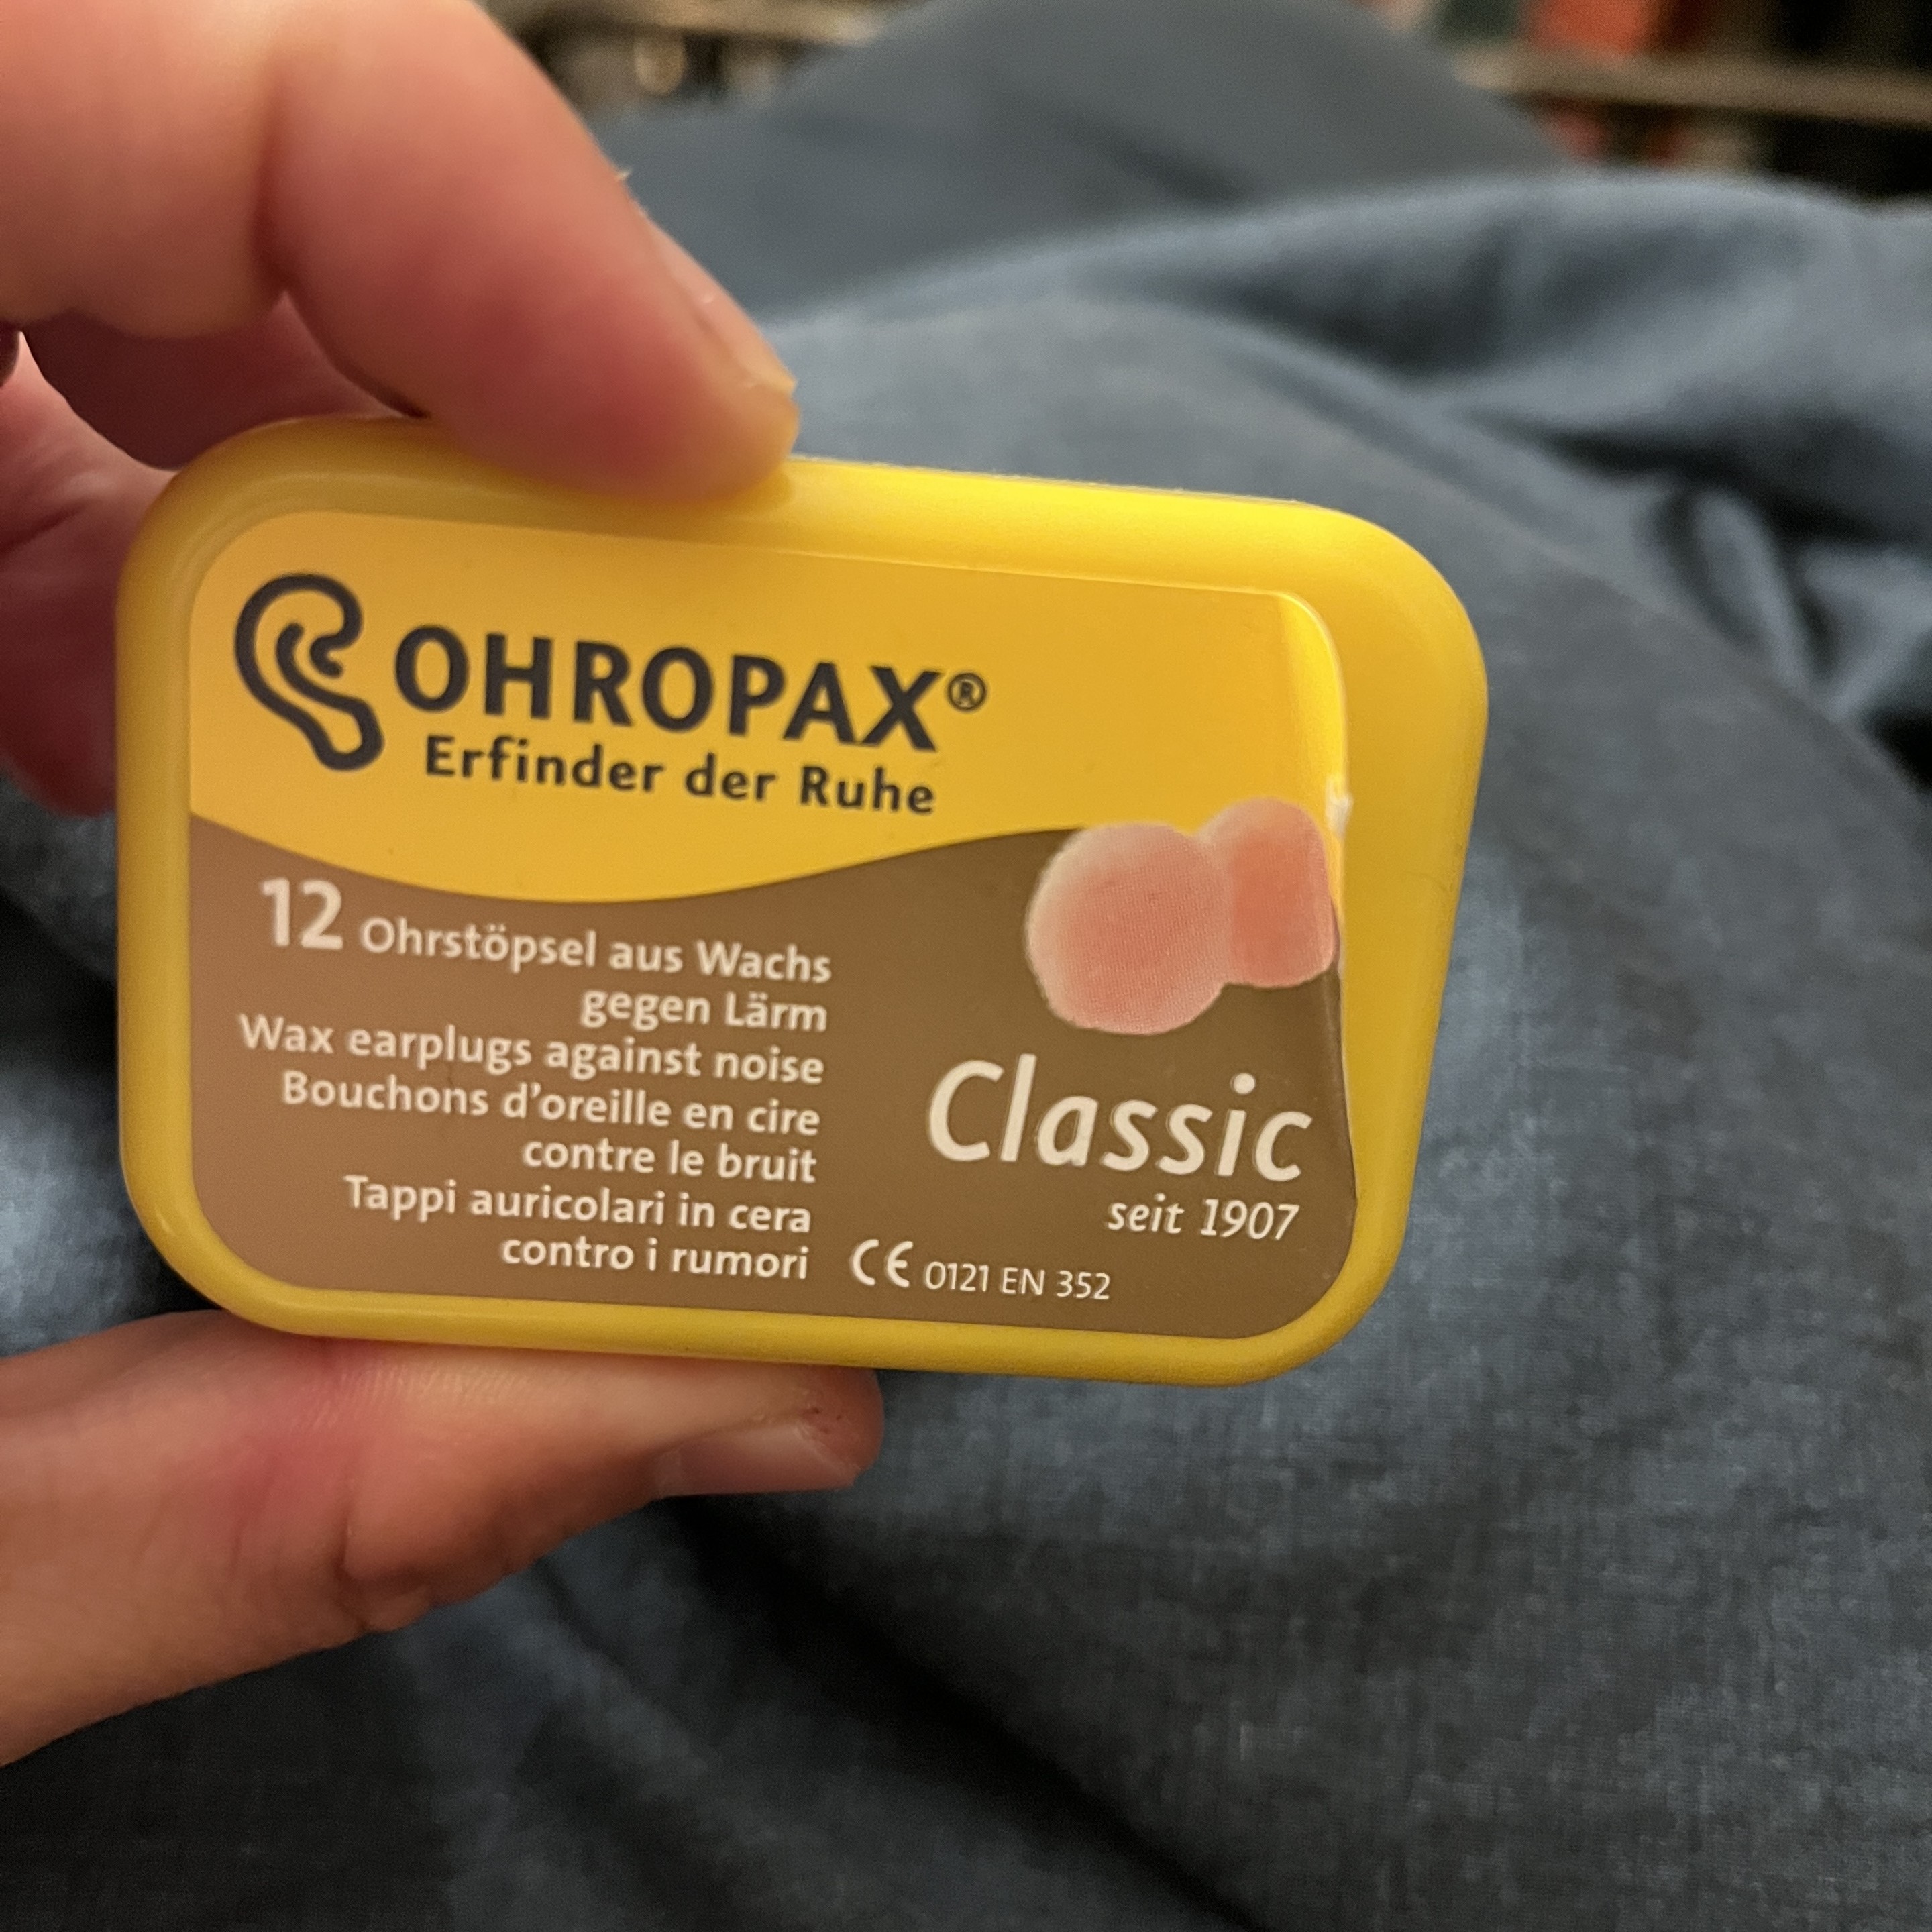 OHROPAX®
Erfinder der Ruhe
12 Ohrstöpsel aus Wachs
gegen Lärm
Wax earplugs against noise
Bouchons d'oreille en cire
contre le bruit
Tappi auricolari in cera
contro i rumori
Classic
seit 1907
CE 0121 EN 352